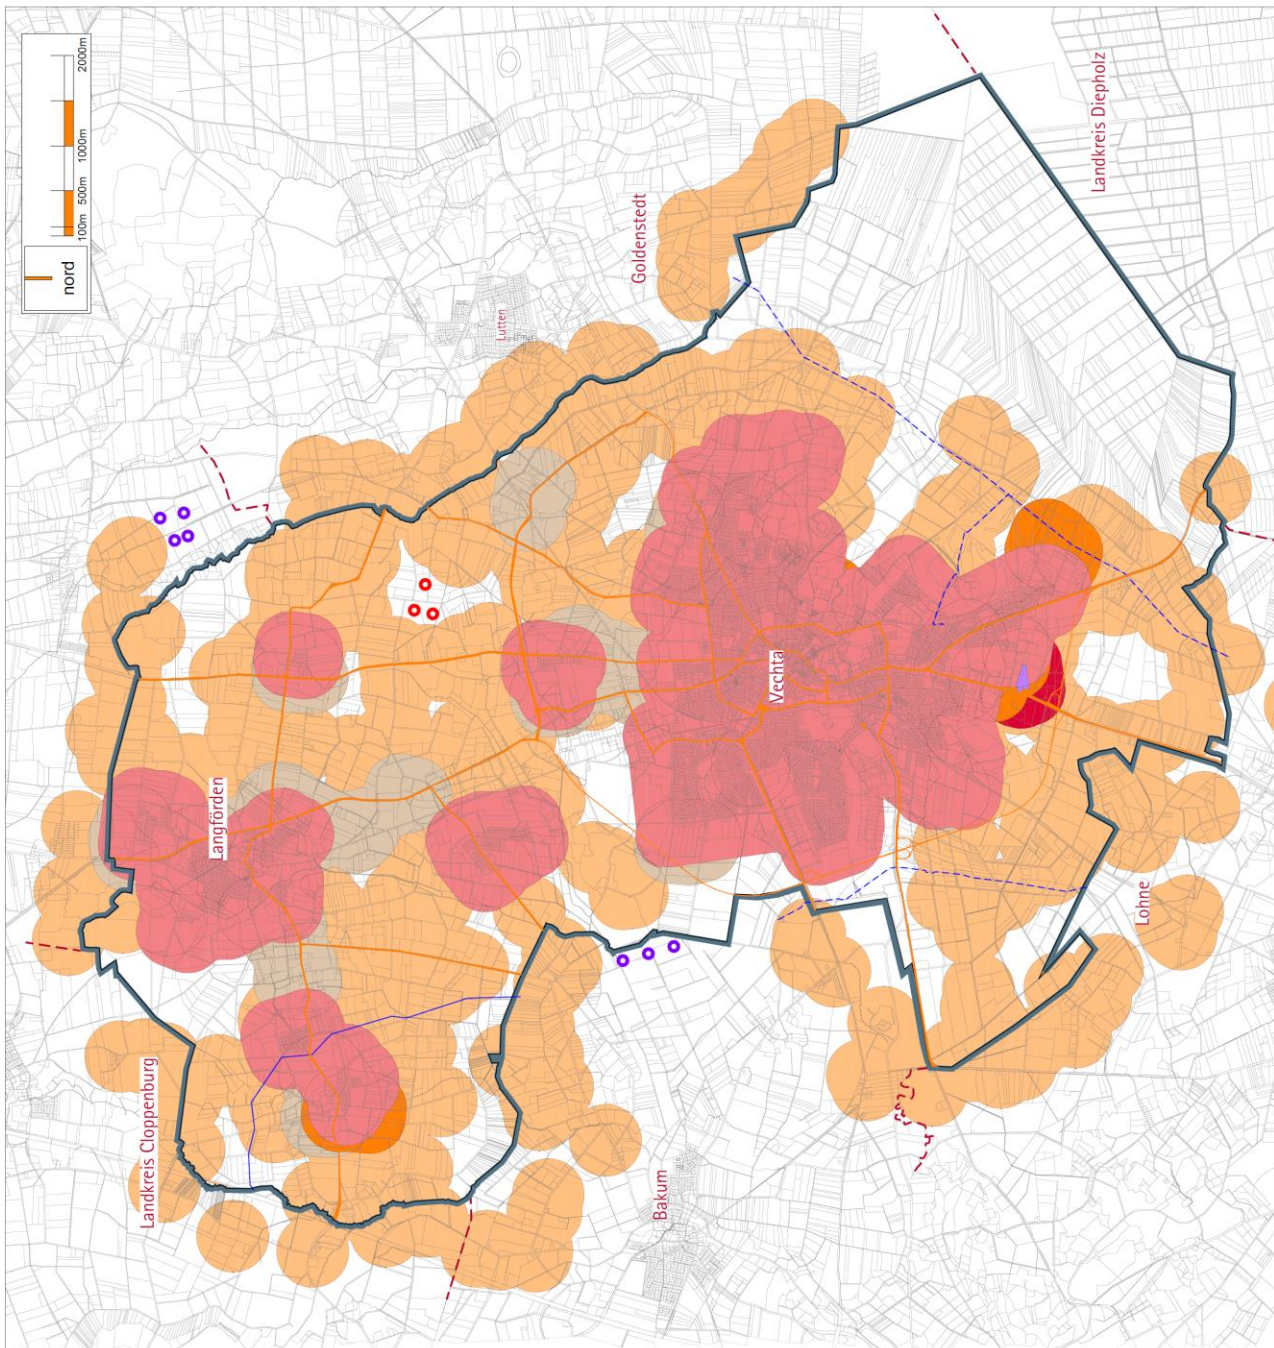 nord
100m 500m 1000m 2000m
Landkreis Diepholz
Goldenstedt
Lutten
Vechta
Langförden
Lohne
Landkreis Cloppenburg
Bakum